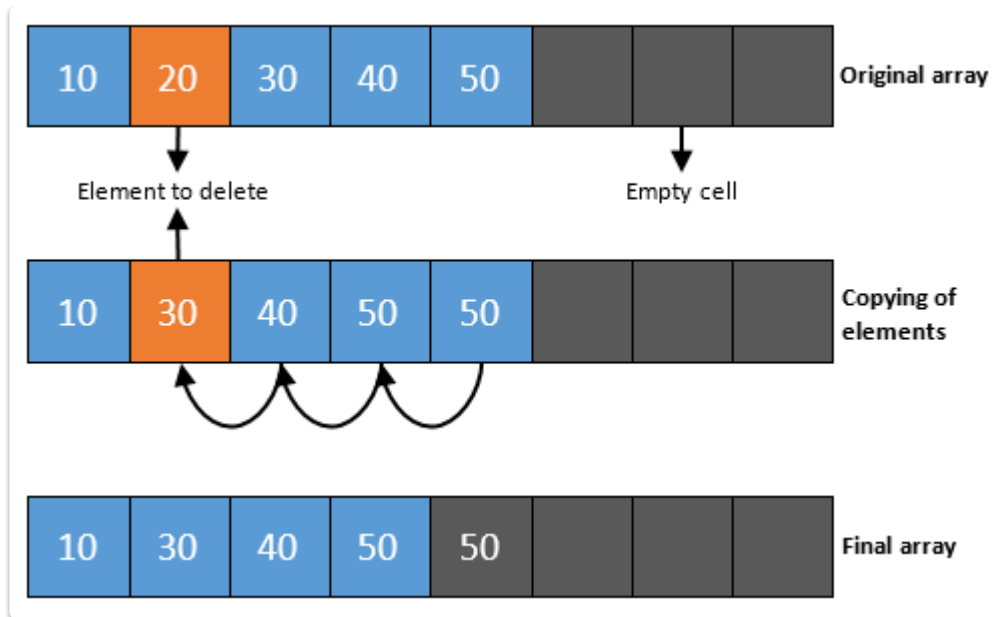 10 20 30 40 50 Original array
Element to delete Empty cell
10 30 40 50 50 Copying of
elements
10 30 40 50 50 Final array